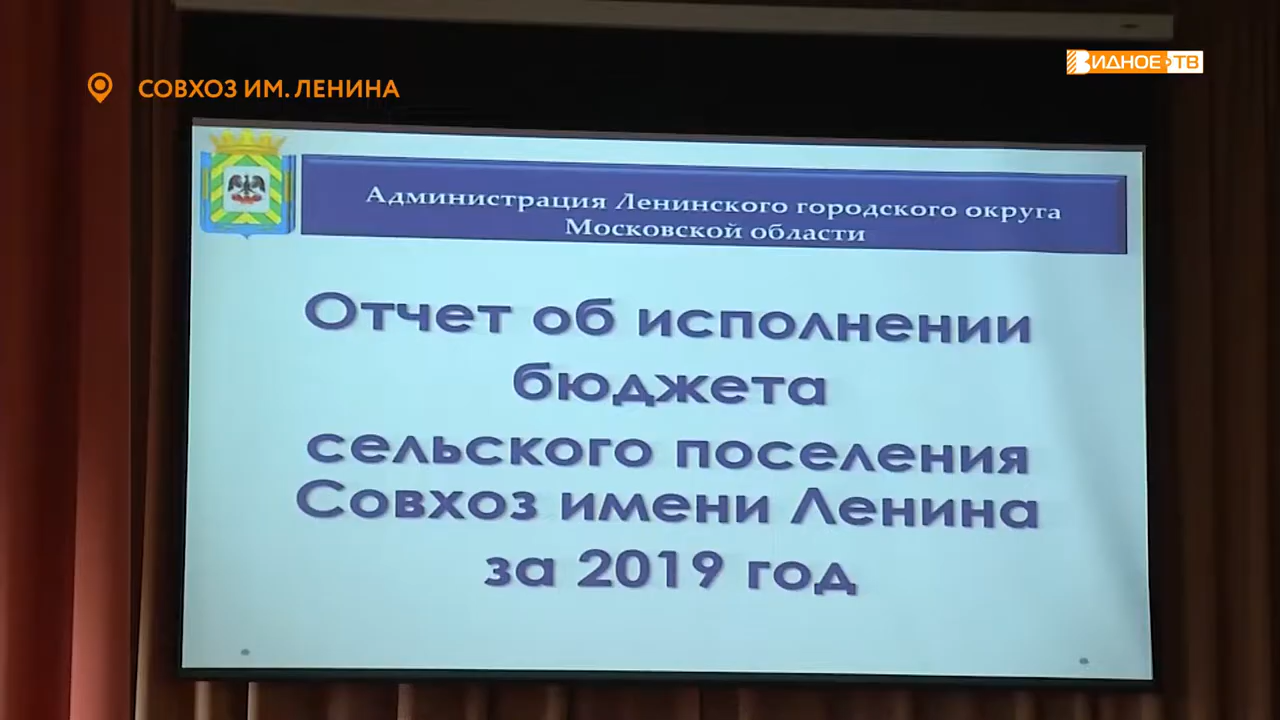 СОВХОЗ ИМ. ЛЕНИНА
ВИДНОЕ ТВ
Администрация Ленинского городского округа
Московской области
Отчет об исполнении
бюджета
сельского поселения
Совхоз имени Ленина
за 2019 год